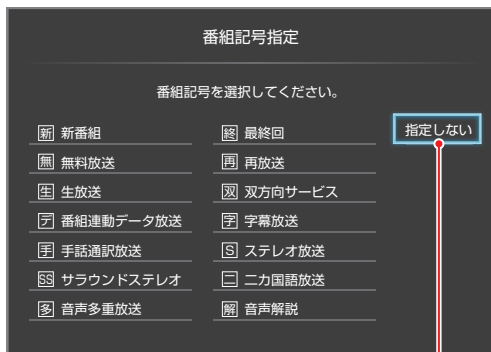 番組記号指定
番組記号を選択してください。
新 新番組
終 最終回
指定しない
無 無料放送
再 再放送
生 生放送
双 双方向サービス
デ 番組連動データ放送
字 字幕放送
手 手話通訳放送
S ステレオ放送
SS サラウンドステレオ
二 二カ国語放送
多 音声多重放送
解 音声解説